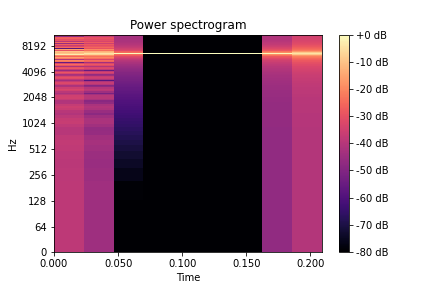 Power spectrogram
8192
4096
2048
1024
512
256
128
64
0
Hz
0.000 0.050 0.100 0.150 0.200
Time
+0 dB
-10 dB
-20 dB
-30 dB
-40 dB
-50 dB
-60 dB
-70 dB
-80 dB